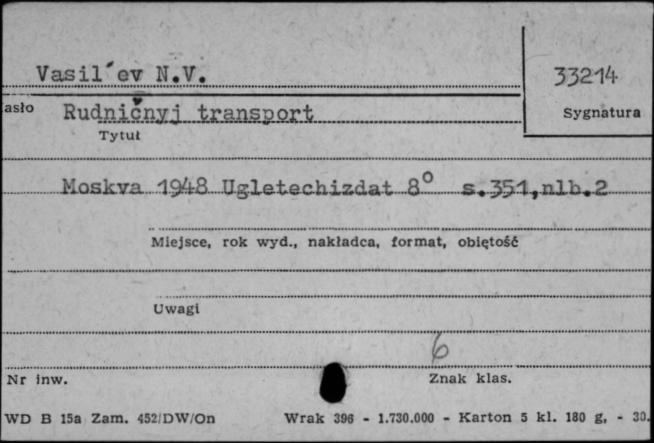 Vasil´ev N.V.
33214
asło Rudničnyj transport
Sygnatura
Tytuł
Moskva 1948 Ugletechizdat 8° s.351,nlb.2
Miejsce, rok wyd., nakładca, format, obiętość
Uwagi
6
Nr inw.
Znak klas.
WD B 15a Zam. 452/DW/On Wrak 396 - 1.730.000 - Karton 5 kl. 180 g, - 30.